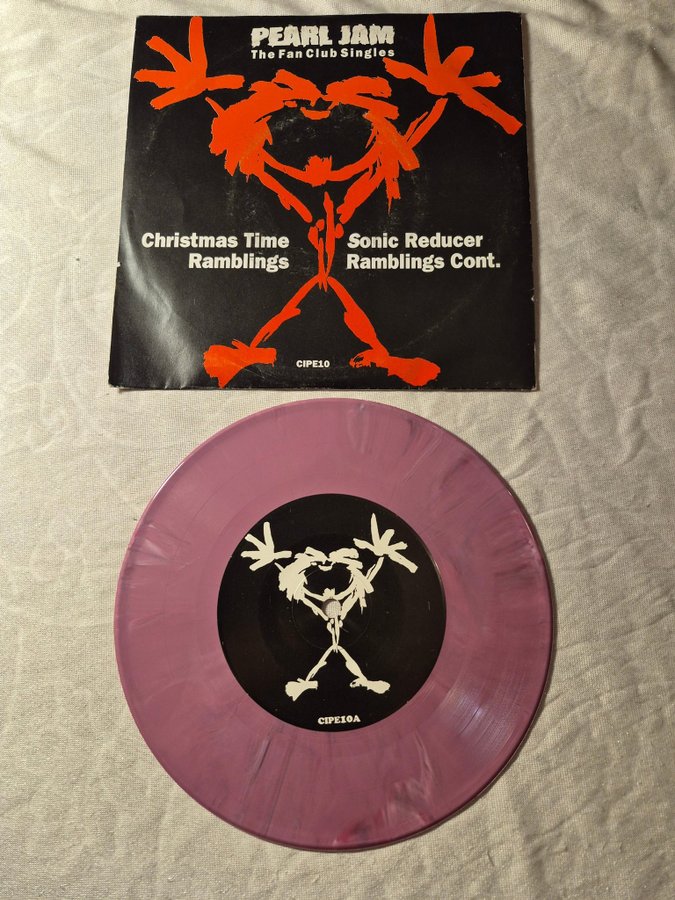 PEARL JAM
The Fan Club Singles
Christmas Time
Ramblings
Sonic Reducer
Ramblings Cont.
CIPE10
CIPE10A